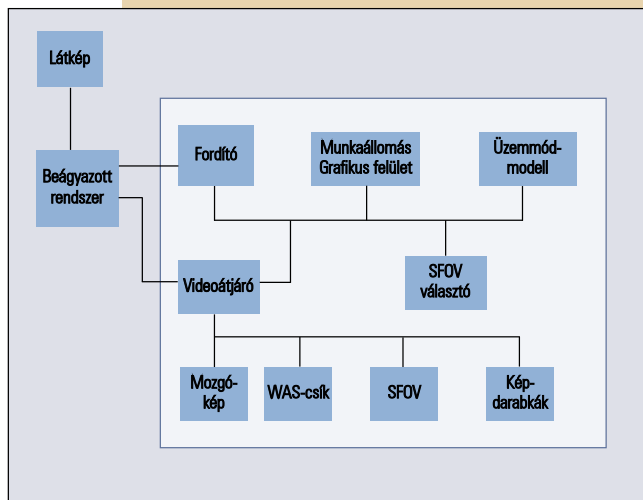 Látkép
Beágyazott
rendszer
Fordító
Munkaállomás
Grafikus felület
Üzemmód-
modell
Videoátjáró
SFOV
választó
Mozgó-
kép
WAS-csík
SFOV
Kép-
darabkák